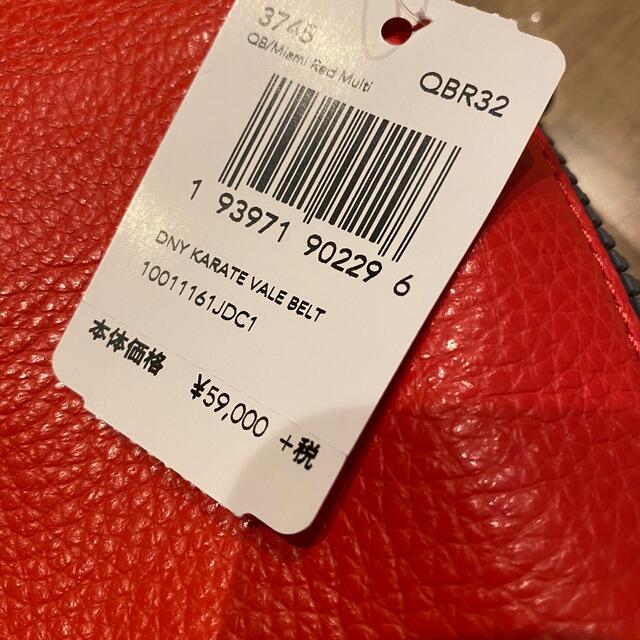 3745
QB/Miami Red Multi
QBR32
1 93971 90229 6
DNY KARATE VALE BELT
10011161JDC1
本体価格 ¥59,000 +税